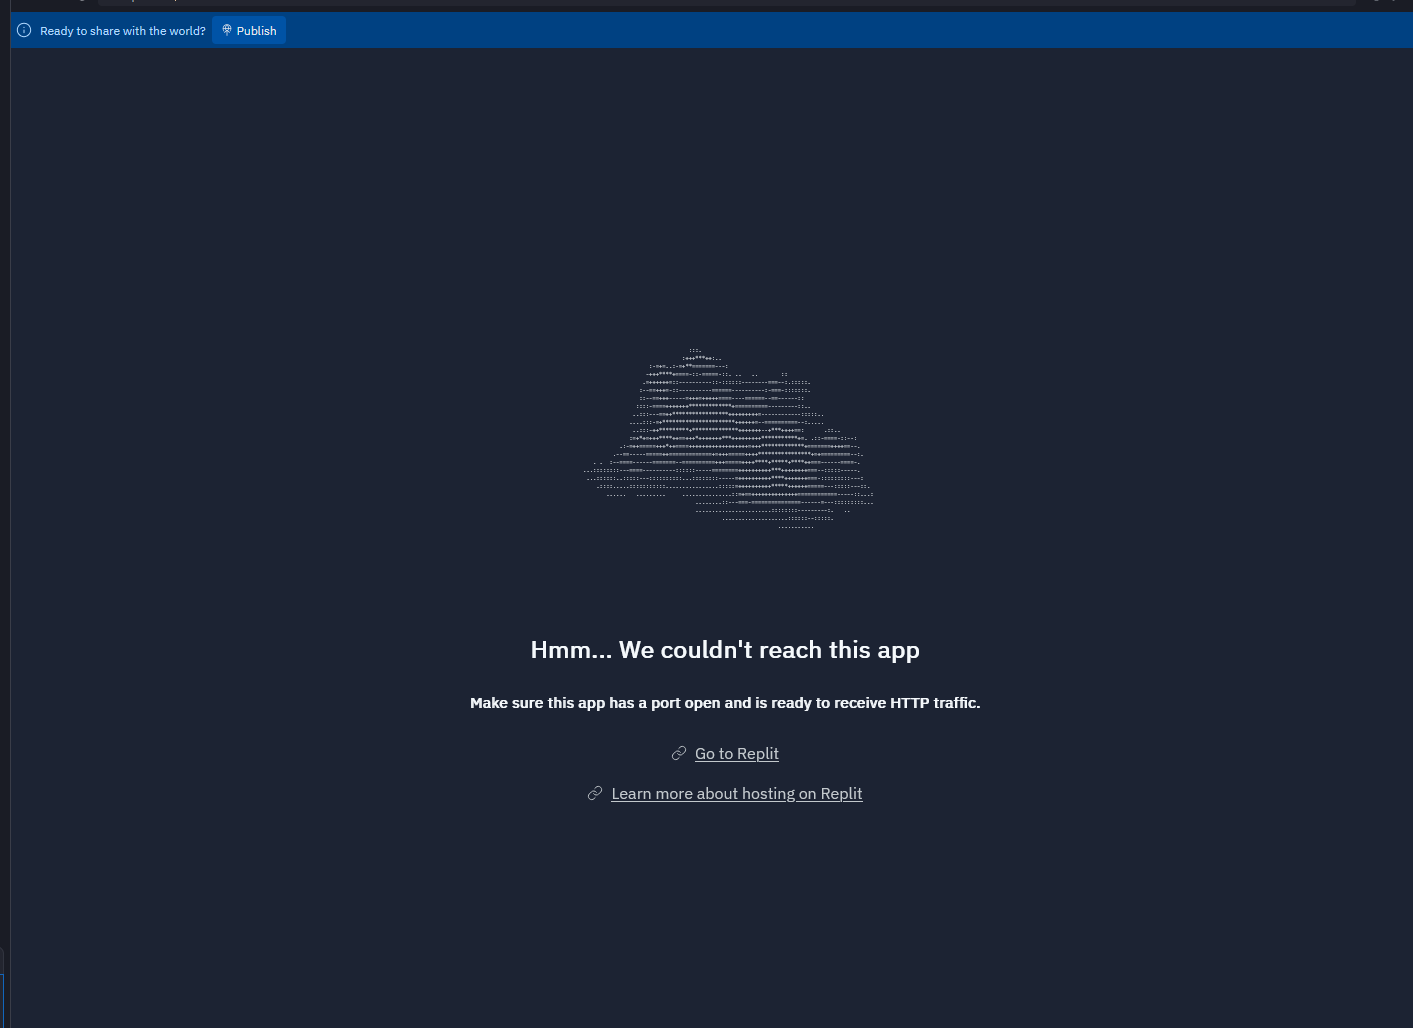 Ready to share with the world?
Publish
Hmm... We couldn't reach this app
Make sure this app has a port open and is ready to receive HTTP traffic.
Go to Replit
Learn more about hosting on Replit